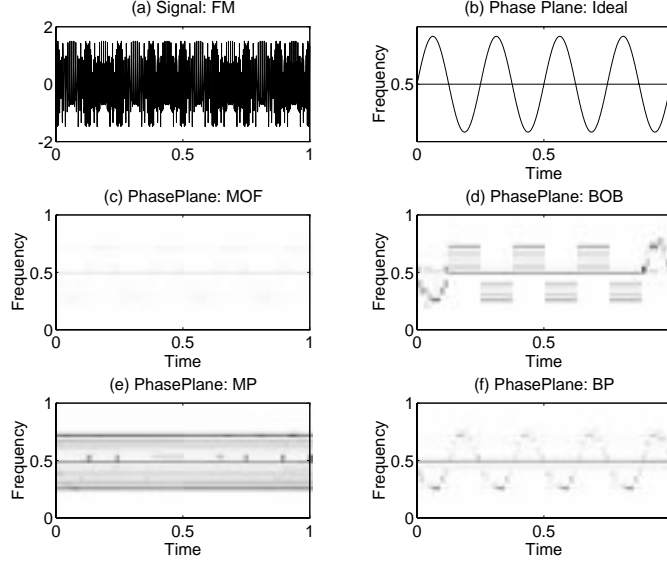 (a) Signal: FM
2
0
-2
0
0.5
1
(b) Phase Plane: Ideal
Frequency
0.5
0
0.5
Time
(c) PhasePlane: MOF
Frequency
1
0.5
0
0
0.5
1
Time
(d) PhasePlane: BOB
Frequency
1
0.5
0
0
0.5
Time
(e) PhasePlane: MP
Frequency
1
0.5
0
0
0.5
1
Time
(f) PhasePlane: BP
Frequency
1
0.5
0
0
0.5
Time